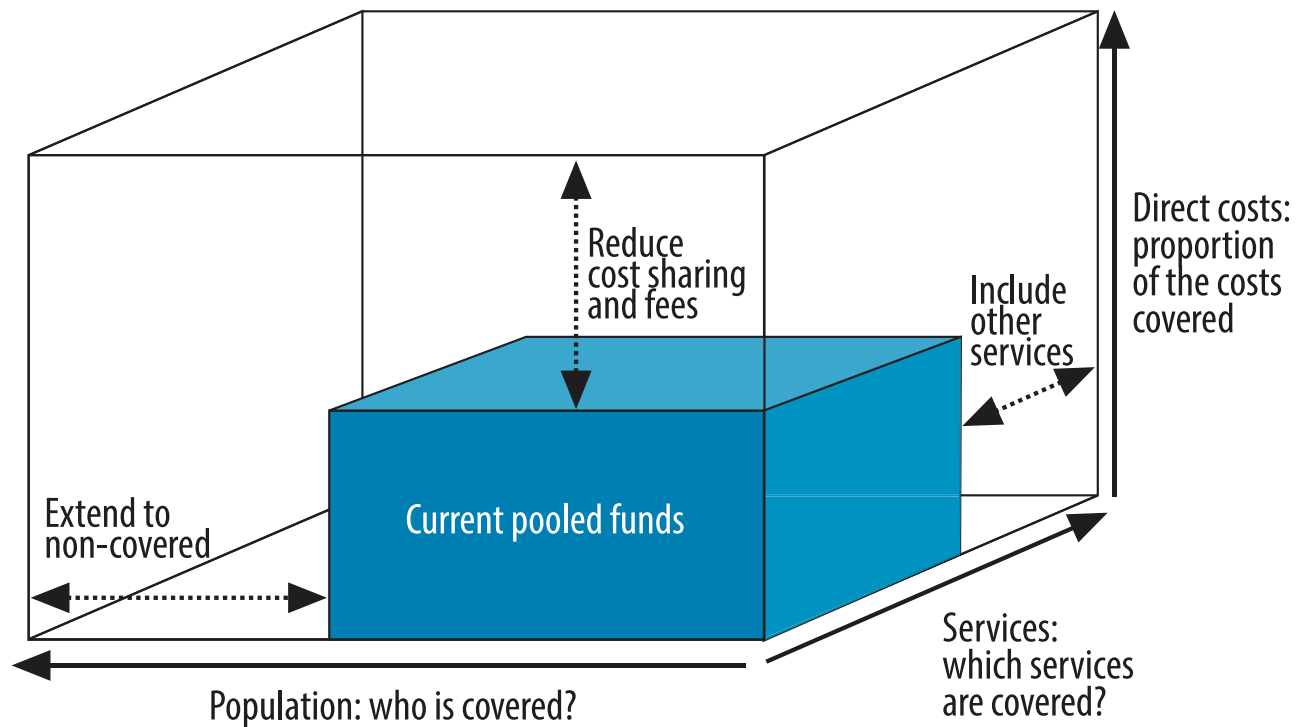 Reduce
cost sharing
and fees
Direct costs:
proportion
of the costs
covered
Include
other
services
Extend to
non-covered
Current pooled funds
Services:
which services
are covered?
Population: who is covered?